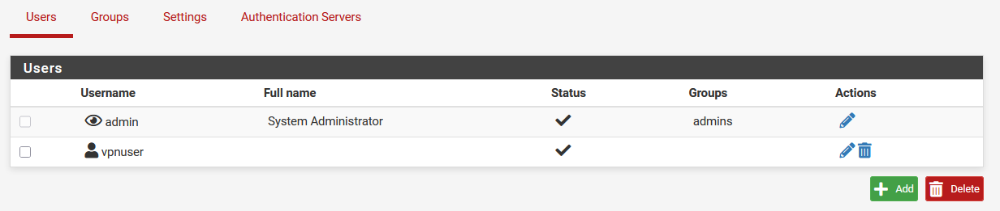 Users Groups Settings Authentication Servers
Users
Username Full name Status Groups Actions
admin System Administrator admins
vpnuser
Add Delete